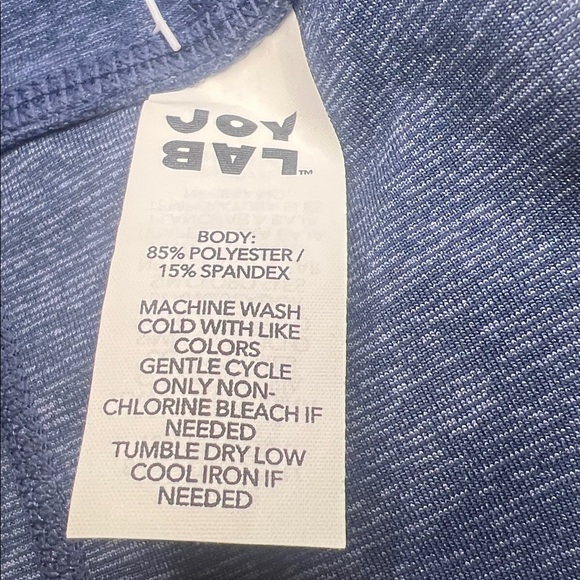 JOY
LAB™
BODY:
85% POLYESTER /
15% SPANDEX
MACHINE WASH
COLD WITH LIKE
COLORS
GENTLE CYCLE
ONLY NON-
CHLORINE BLEACH IF
NEEDED
TUMBLE DRY LOW
COOL IRON IF
NEEDED